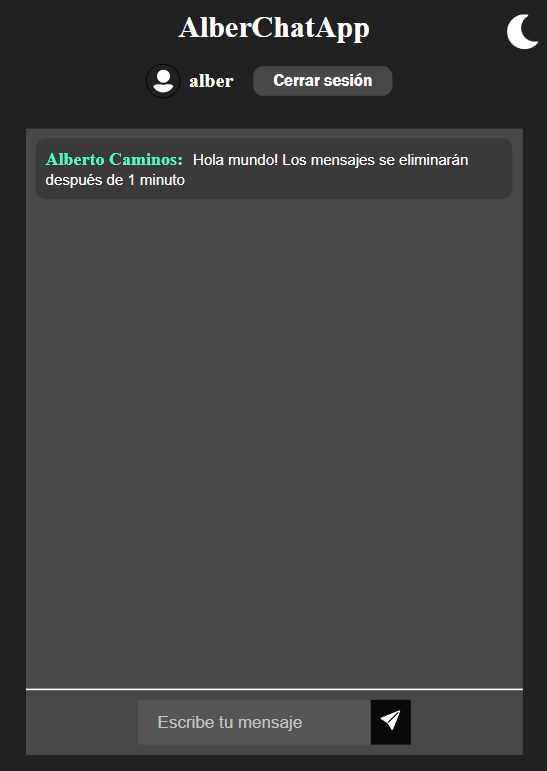 AlberChatApp
alber
Cerrar sesión
Alberto Caminos: Hola mundo! Los mensajes se eliminarán
después de 1 minuto
Escribe tu mensaje